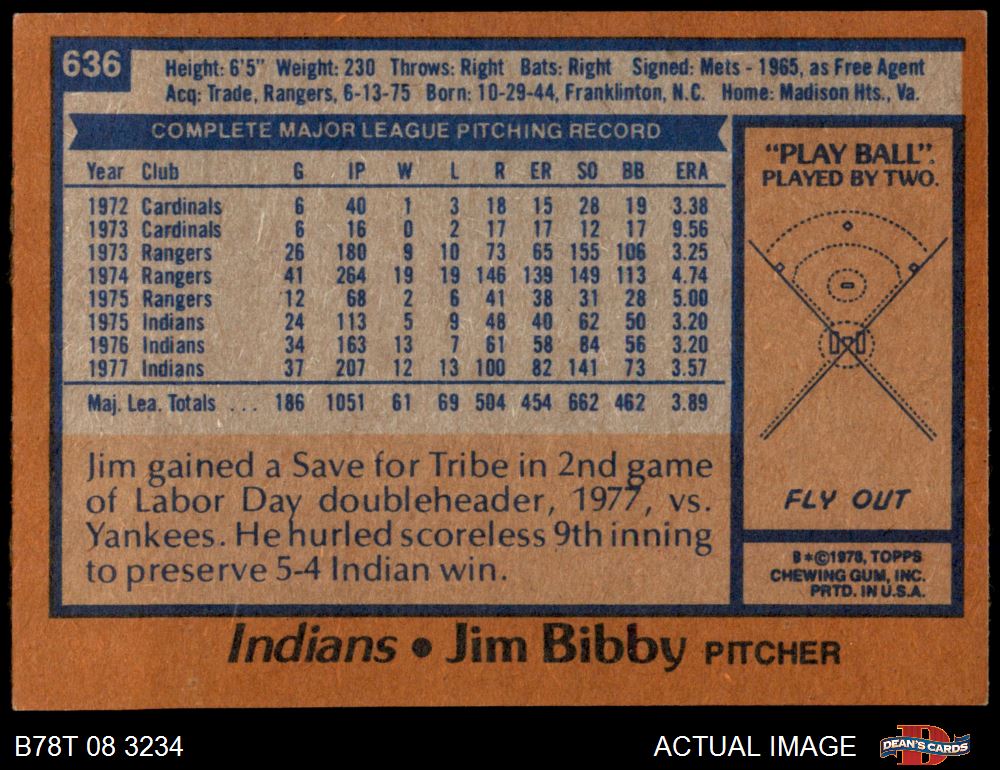 636
Height: 6'5" Weight: 230 Throws: Right Bats: Right Signed: Mets - 1965, as Free Agent
Acq: Trade, Rangers, 6-13-75 Born: 10-29-44, Franklinton, N.C. Home: Madison Hts., Va.
COMPLETE MAJOR LEAGUE PITCHING RECORD
Year Club G IP W L R ER SO BB ERA
1972 Cardinals 6 40 1 3 18 15 28 19 3.38
1973 Cardinals 6 16 0 2 17 17 12 17 9.56
1973 Rangers 26 180 9 10 73 65 155 106 3.25
1974 Rangers 41 264 19 19 146 139 149 113 4.74
1975 Rangers 12 68 2 6 41 38 31 28 5.00
1975 Indians 24 113 5 9 48 40 62 50 3.20
1976 Indians 34 163 13 7 61 58 84 56 3.20
1977 Indians 37 207 12 13 100 82 141 73 3.57
Maj. Lea. Totals ... 186 1051 61 69 504 454 662 462 3.89
Jim gained a Save for Tribe in 2nd game
of Labor Day doubleheader, 1977, vs.
Yankees. He hurled scoreless 9th inning
to preserve 5-4 Indian win.
"PLAY BALL".
PLAYED BY TWO.
FLY OUT
B*©1978, TOPPS
CHEWING GUM, INC.
PRTD. IN U.S.A.
Indians • Jim Bibby PITCHER
B78T 08 3234
ACTUAL IMAGE
D
DEAN'S CARDS